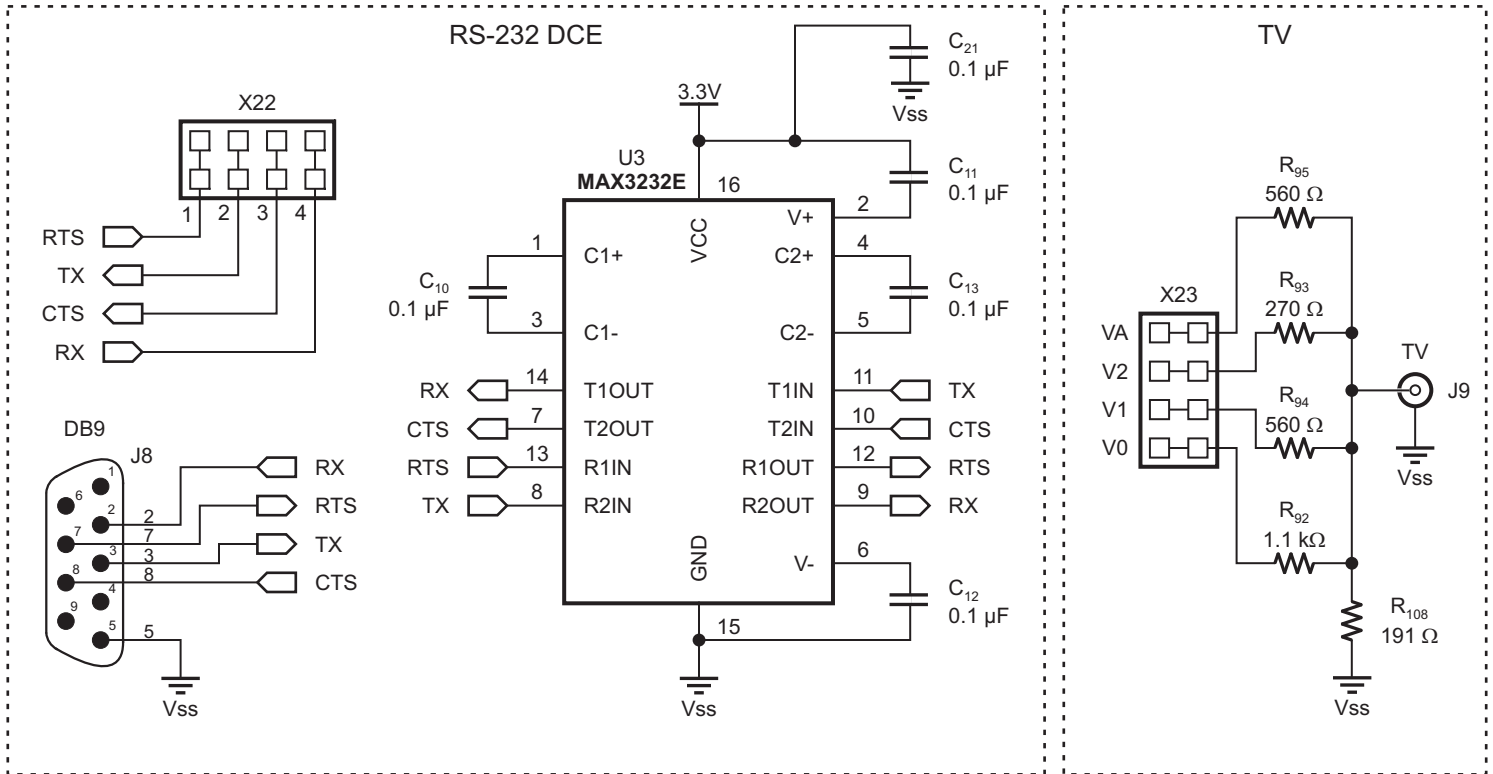 RS-232 DCE
X22
1 2 3 4
RTS
TX
CTS
RX
DB9
J8
1
6
2
7
3
8
4
9
5
2
7
3
8
5
RX
RTS
TX
CTS
Vss
3.3V
C21
0.1 µF
Vss
U3
MAX3232E
16
VCC
V+
2
C11
0.1 µF
1
C1+
C10
0.1 µF
3
C1-
C2+
4
C13
0.1 µF
C2-
5
RX
14
T1OUT
CTS
7
T2OUT
RTS
13
R1IN
TX
8
R2IN
T1IN
11
TX
T2IN
10
CTS
R1OUT
12
RTS
R2OUT
9
RX
GND
V-
6
C12
0.1 µF
15
Vss
TV
R95
560 Ω
R93
270 Ω
X23
VA
V2
V1
V0
R94
560 Ω
R92
1.1 kΩ
TV
J9
Vss
R108
191 Ω
Vss